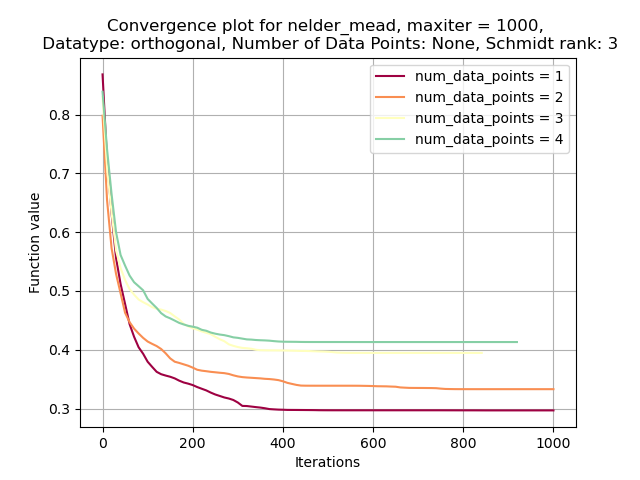 Convergence plot for nelder_mead, maxiter = 1000,
Datatype: orthogonal, Number of Data Points: None, Schmidt rank: 3
num_data_points = 1
num_data_points = 2
num_data_points = 3
num_data_points = 4
Function value
0.8
0.7
0.6
0.5
0.4
0.3
0 200 400 600 800 1000
Iterations